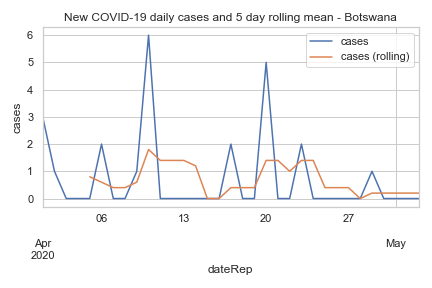 New COVID-19 daily cases and 5 day rolling mean - Botswana
cases
cases (rolling)
6
5
4
3
2
1
0
cases
06
13
20
27
Apr
2020
May
dateRep